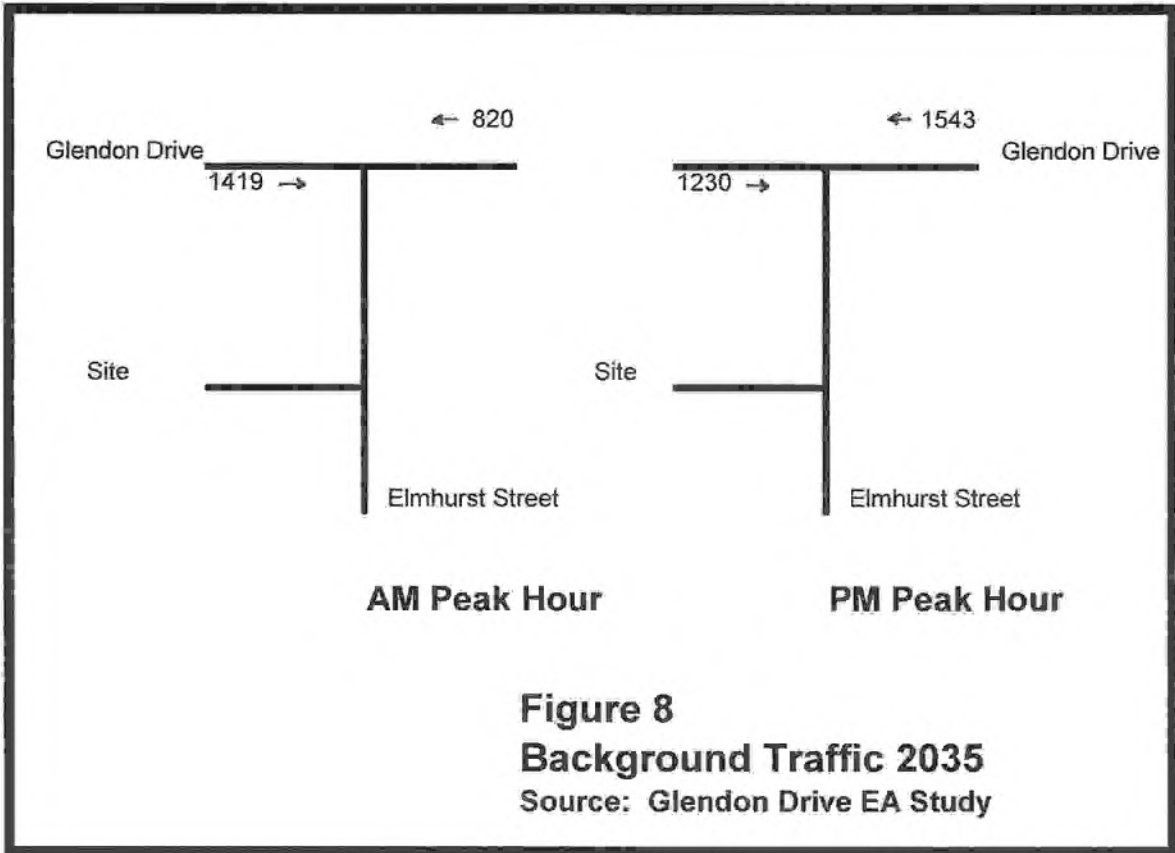 ← 820
Glendon Drive
1419 →
Site
Elmhurst Street
AM Peak Hour
← 1543
Glendon Drive
1230 →
Site
Elmhurst Street
PM Peak Hour
Figure 8
Background Traffic 2035
Source: Glendon Drive EA Study